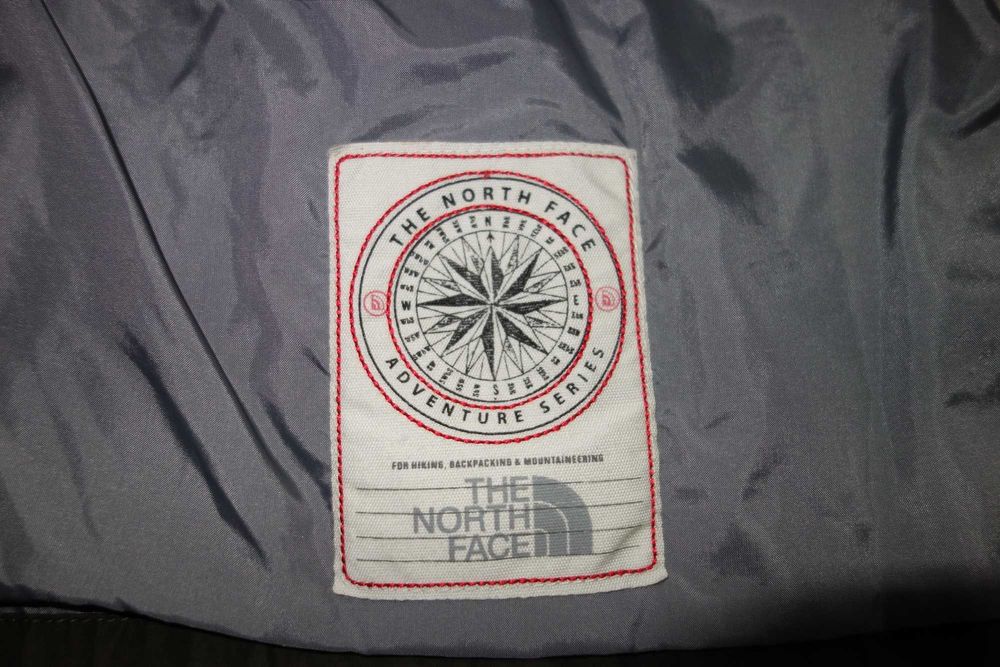 THE NORTH FACE
N
W
E
S
ADVENTURE SERIES
FOR HIKING, BACKPACKING & MOUNTAINEERING
THE
NORTH
FACE